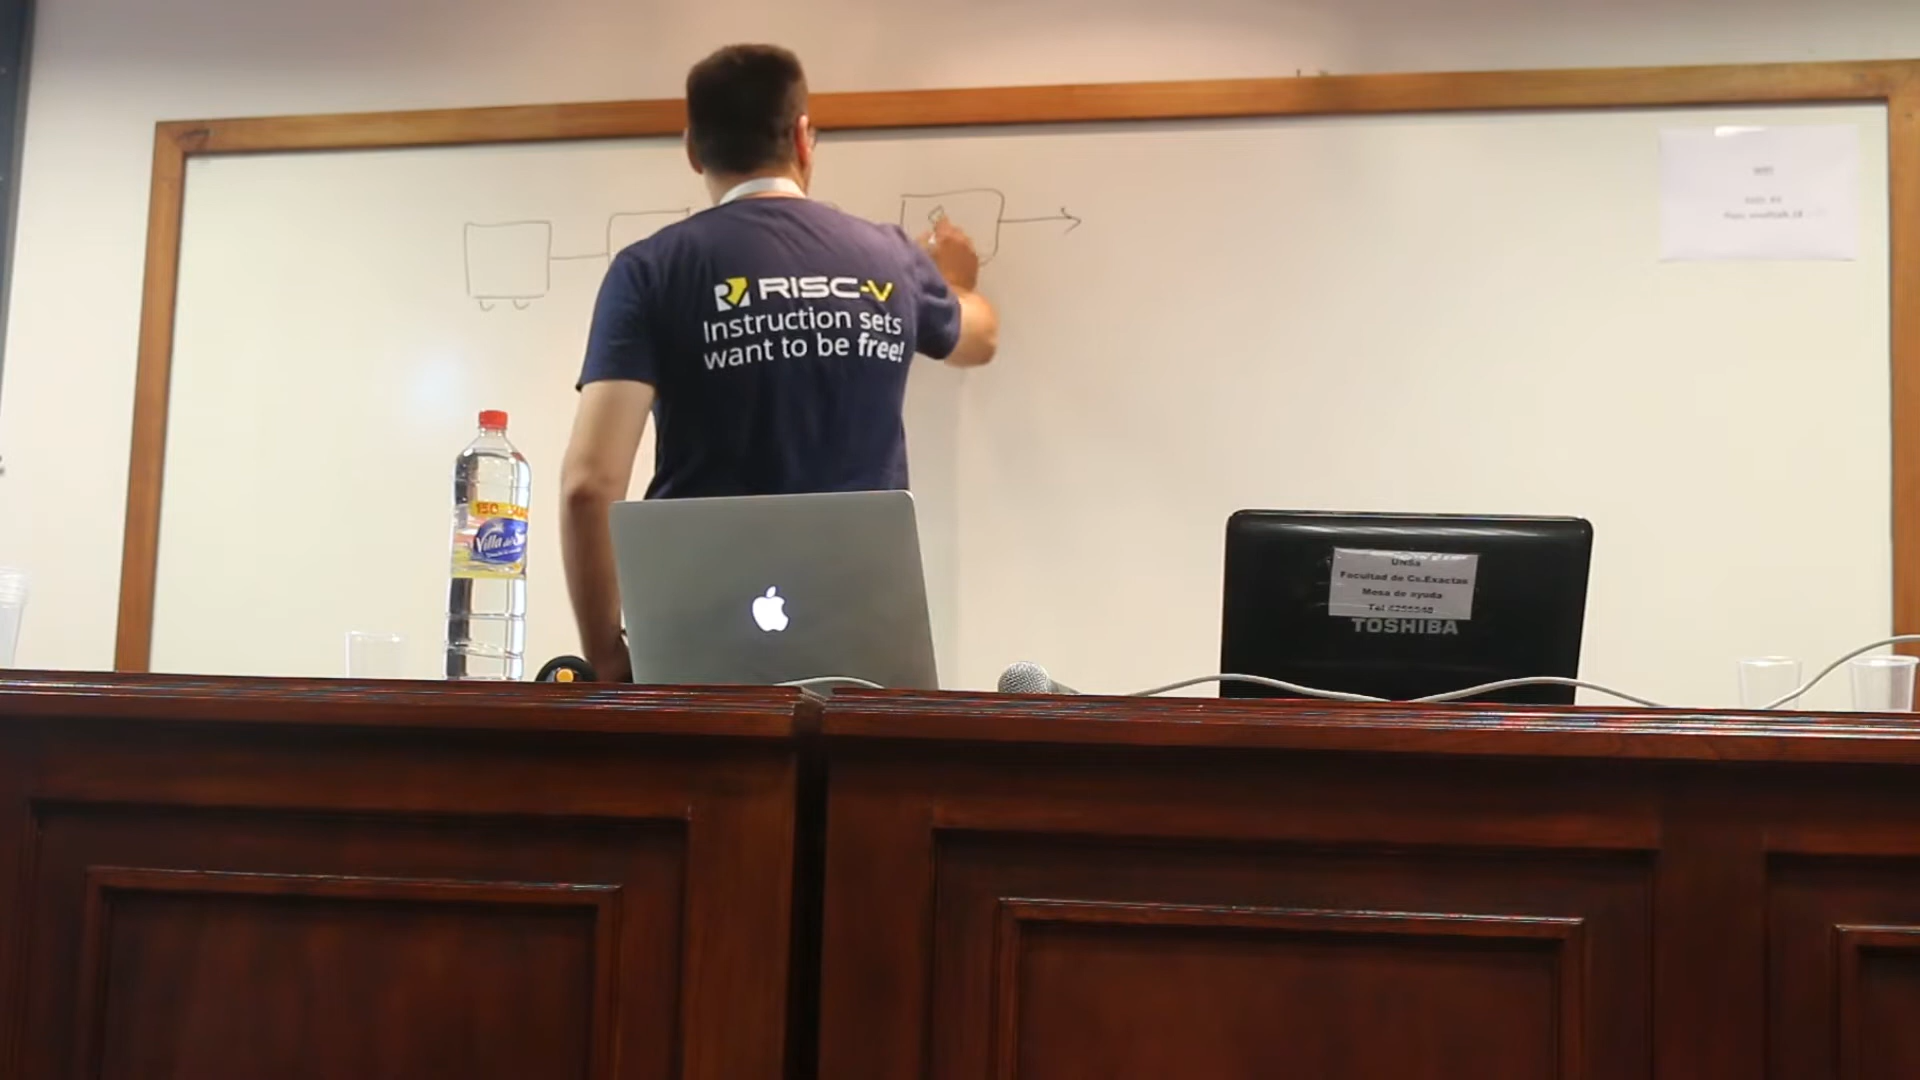 RISC-V
Instruction sets
want to be free!
Villa del Sur
UNSa
Facultad de Cs.Exactas
Mesa de ayuda
Tel
TOSHIBA